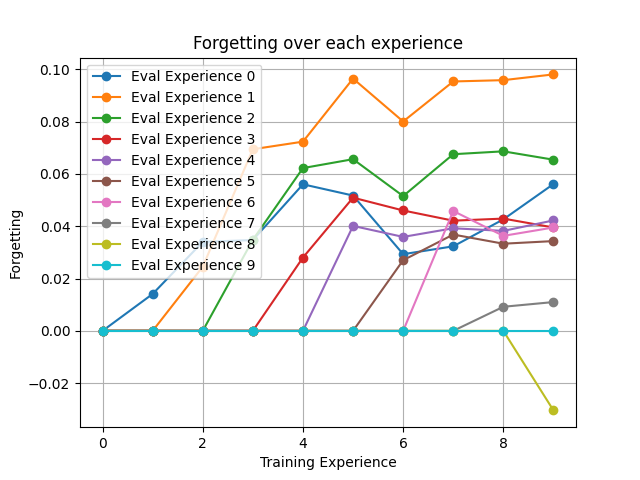 Forgetting over each experience
0.10
0.08
0.06
0.04
0.02
0.00
−0.02
Forgetting
Eval Experience 0
Eval Experience 1
Eval Experience 2
Eval Experience 3
Eval Experience 4
Eval Experience 5
Eval Experience 6
Eval Experience 7
Eval Experience 8
Eval Experience 9
0 2 4 6 8
Training Experience